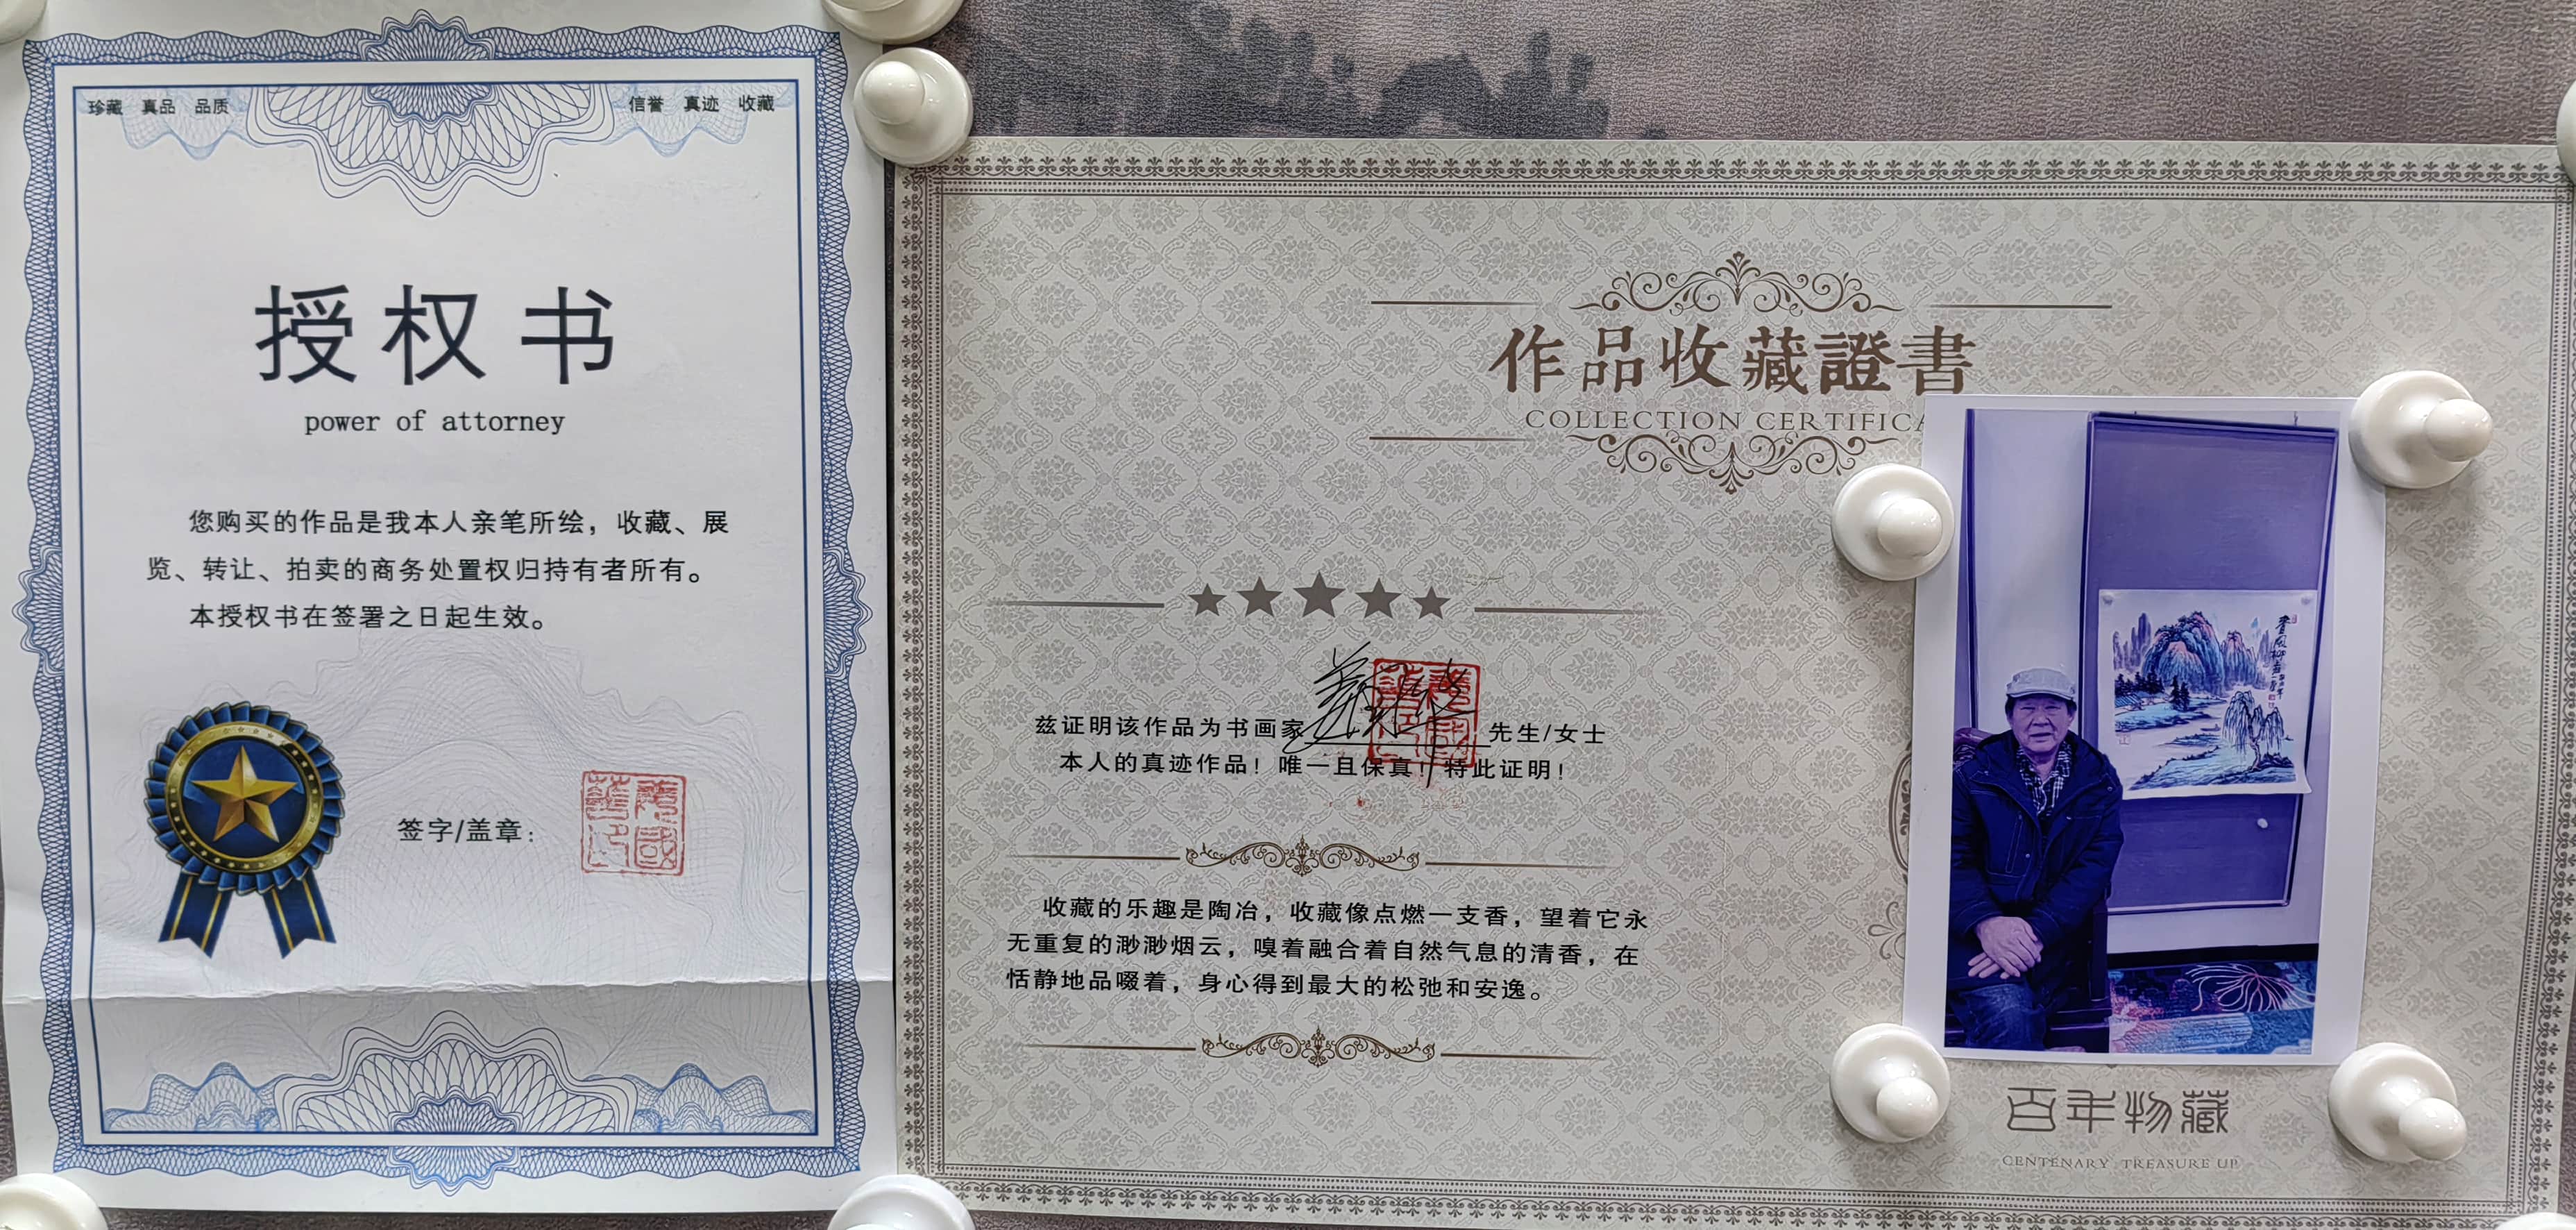 珍藏 真品 品质
信誉 真迹 收藏
授权书
power of attorney
您购买的作品是我本人亲笔所绘，收藏、展
览、转让、拍卖的商务处置权归持有者所有。
本授权书在签署之日起生效。
签字/盖章：
作品收藏證書
COLLECTION CERTIFICA
兹证明该作品为书画家
先生/女士
本人的真迹作品！唯一且保真！特此证明！
收藏的乐趣是陶冶，收藏像点燃一支香，望着它永
无重复的渺渺烟云，嗅着融合着自然气息的清香，在
恬静地品啜着，身心得到最大的松弛和安逸。
百年物藏
CENTENARY TREASURE UP